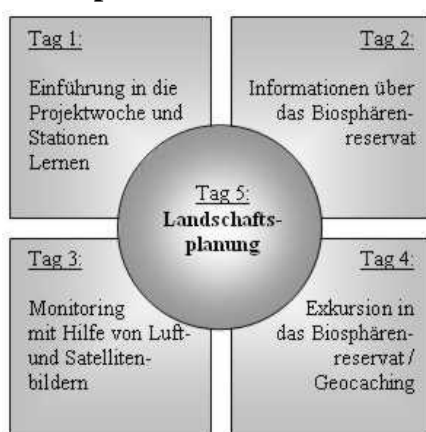 Tag 1:
Einführung in die
Projektwoche und
Stationen
Lernen
Tag 2:
Informationen über
das Biosphären-
reservat
Tag 5:
Landschafts-
planung
Tag 3:
Monitoring
mit Hilfe von Luft-
und Satelliten-
bildern
Tag 4:
Exkursion in
das Biosphären-
reservat /
Geocaching